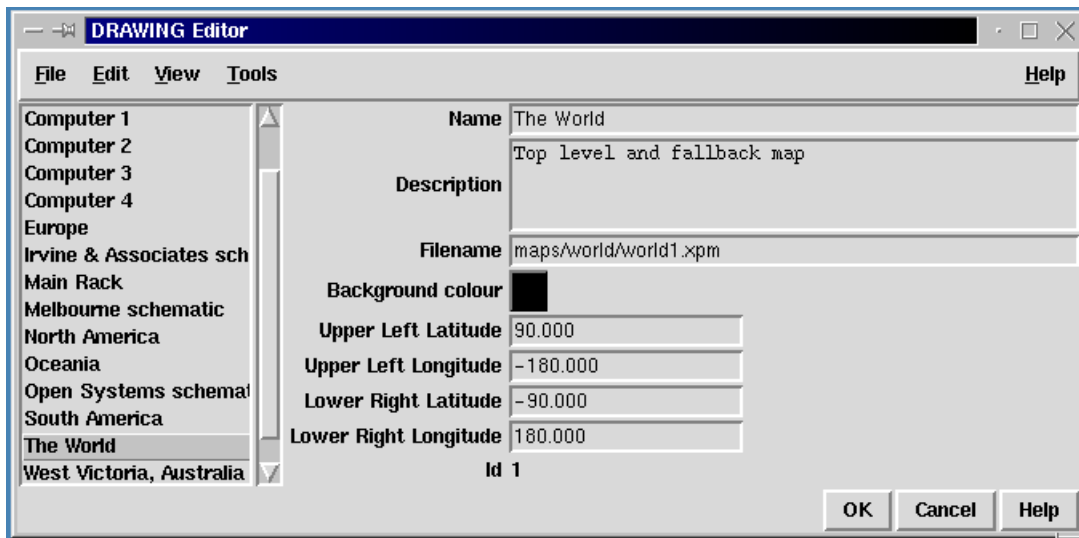 DRAWING Editor
File Edit View Tools Help
Computer 1
Computer 2
Computer 3
Computer 4
Europe
Irvine & Associates sch
Main Rack
Melbourne schematic
North America
Oceania
Open Systems schemat
South America
The World
West Victoria, Australia
Name The World
Description Top level and fallback map
Filename maps/world/world1.xpm
Background colour
Upper Left Latitude 90.000
Upper Left Longitude -180.000
Lower Right Latitude -90.000
Lower Right Longitude 180.000
Id 1
OK Cancel Help